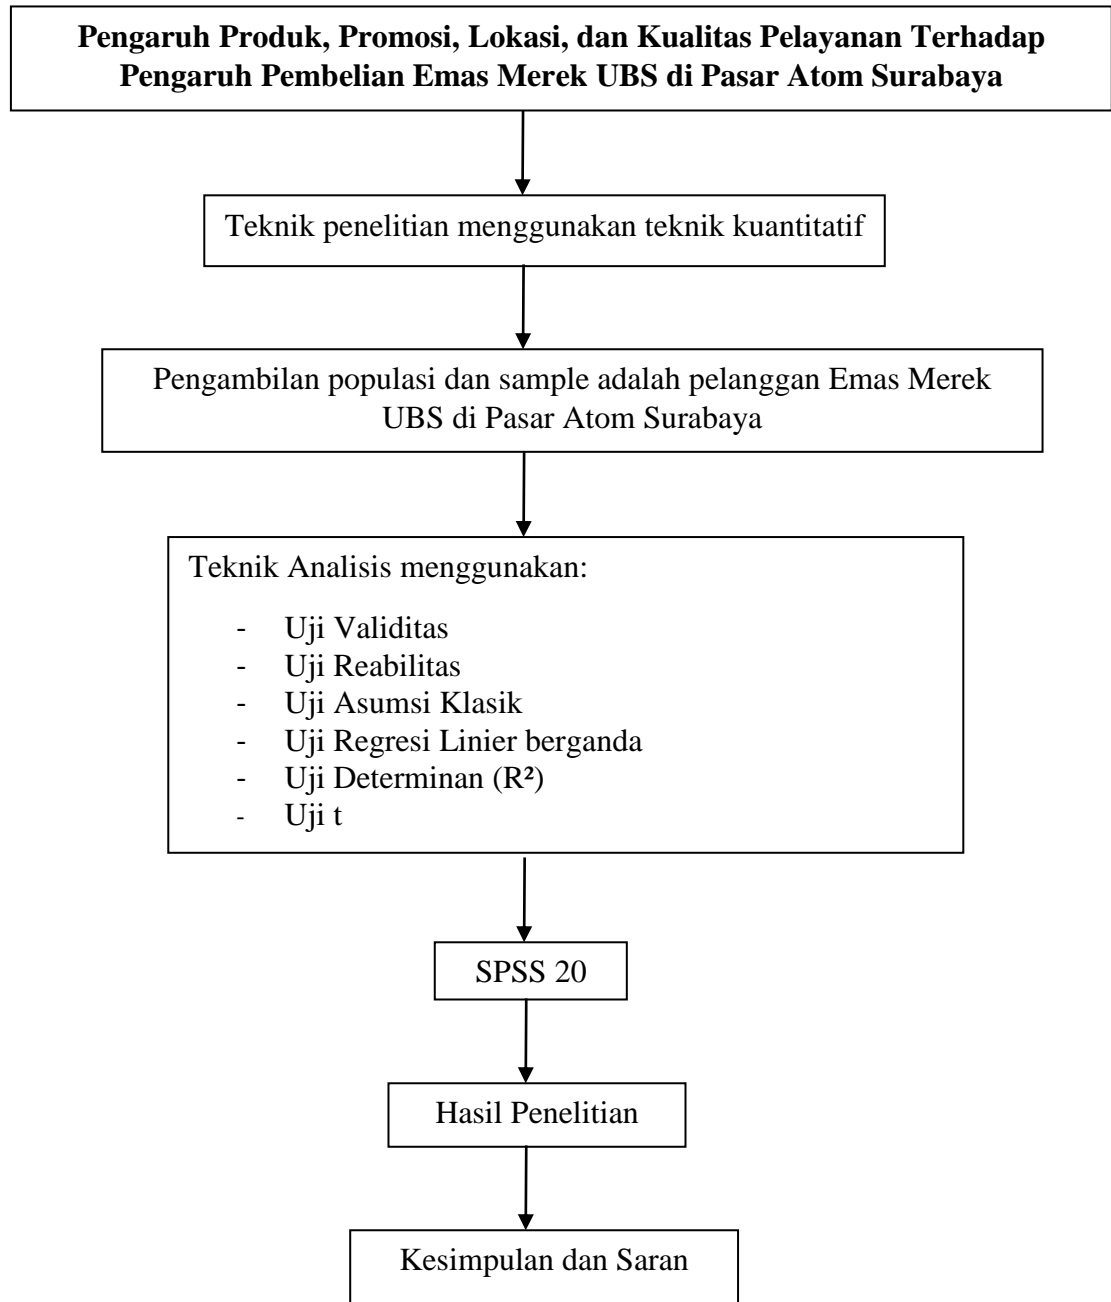 Pengaruh Produk, Promosi, Lokasi, dan Kualitas Pelayanan Terhadap
Pengaruh Pembelian Emas Merek UBS di Pasar Atom Surabaya
Teknik penelitian menggunakan teknik kuantitatif
Pengambilan populasi dan sample adalah pelanggan Emas Merek
UBS di Pasar Atom Surabaya
Teknik Analisis menggunakan:
- Uji Validitas
- Uji Reabilitas
- Uji Asumsi Klasik
- Uji Regresi Linier berganda
- Uji Determinan (R²)
- Uji t
SPSS 20
Hasil Penelitian
Kesimpulan dan Saran